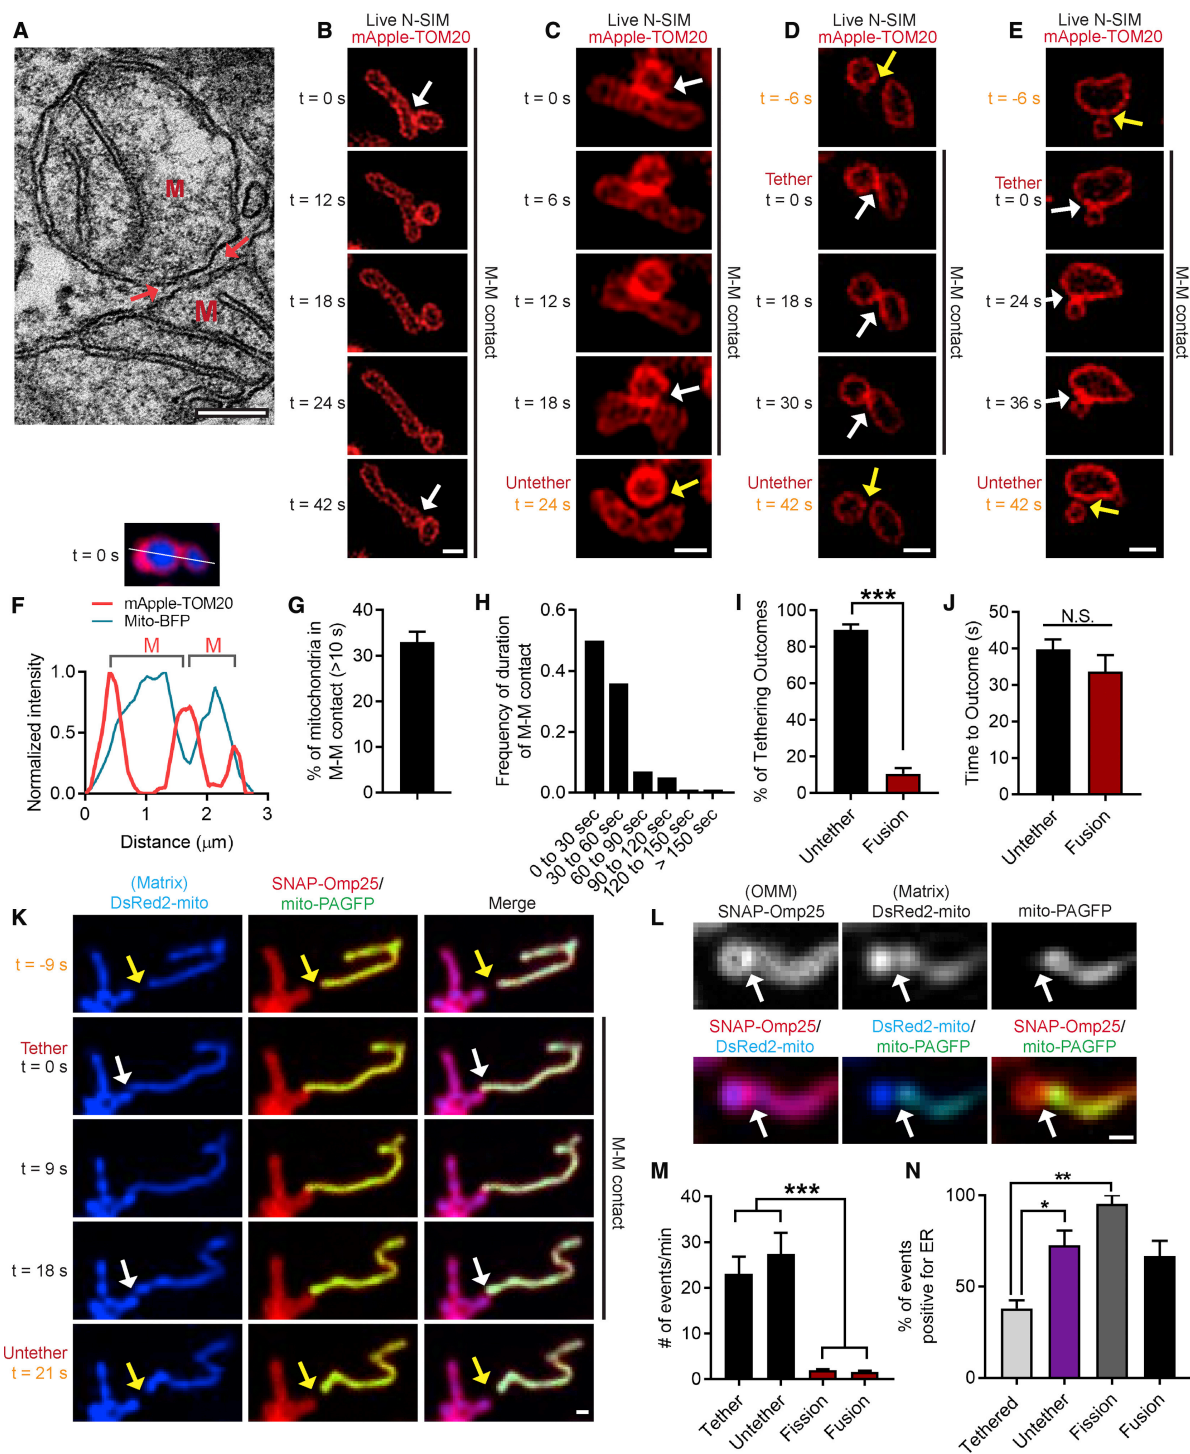 A
M
M
B
Live N-SIM
mApple-TOM20
t = 0 s
t = 12 s
t = 18 s
t = 24 s
t = 42 s
M-M contact
C
Live N-SIM
mApple-TOM20
t = 0 s
t = 6 s
t = 12 s
t = 18 s
Untether
t = 24 s
M-M contact
D
Live N-SIM
mApple-TOM20
t = -6 s
Tether
t = 0 s
t = 18 s
t = 30 s
Untether
t = 42 s
M-M contact
E
Live N-SIM
mApple-TOM20
t = -6 s
Tether
t = 0 s
t = 24 s
t = 36 s
Untether
t = 42 s
M-M contact
t = 0 s
F
mApple-TOM20
Mito-BFP
M M
Normalized intensity
1.0
0.5
0.0
0 1 2 3
Distance (μm)
G
% of mitochondria in
M-M contact (>10 s)
40
30
20
10
0
H
Frequency of duration
of M-M contact
0.6
0.4
0.2
0.0
0 to 30 sec
30 to 60 sec
60 to 90 sec
90 to 120 sec
120 to 150 sec
> 150 sec
I
% of Tethering Outcomes
100
80
60
40
20
0
***
Untether
Fusion
J
Time to Outcome (s)
50
40
30
20
10
0
N.S.
Untether
Fusion
K
(Matrix)
DsRed2-mito
SNAP-Omp25/
mito-PAGFP
Merge
t = -9 s
Tether
t = 0 s
t = 9 s
t = 18 s
Untether
t = 21 s
M-M contact
L
(OMM)
SNAP-Omp25
(Matrix)
DsRed2-mito
mito-PAGFP
SNAP-Omp25/
DsRed2-mito
DsRed2-mito/
mito-PAGFP
SNAP-Omp25/
mito-PAGFP
M
# of events/min
40
30
20
10
0
***
Tether
Untether
Fission
Fusion
N
% of events
positive for ER
100
50
0
**
*
Tethered
Untether
Fission
Fusion